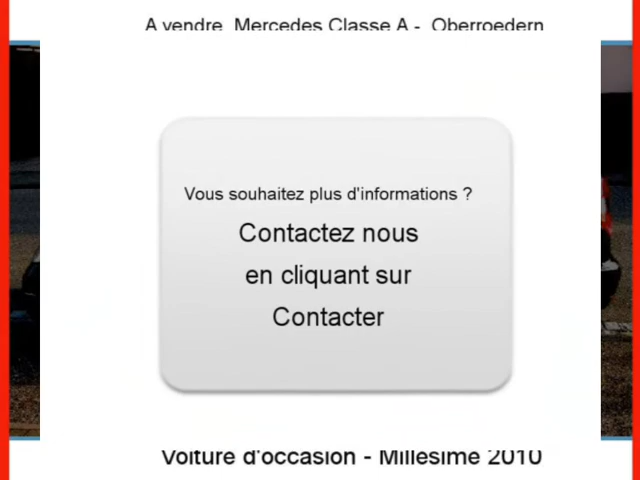 A vendre Mercedes Classe A - Oberroedern
Vous souhaitez plus d'informations ?
Contactez nous
en cliquant sur
Contacter
Voiture d'occasion - Millesime 2010